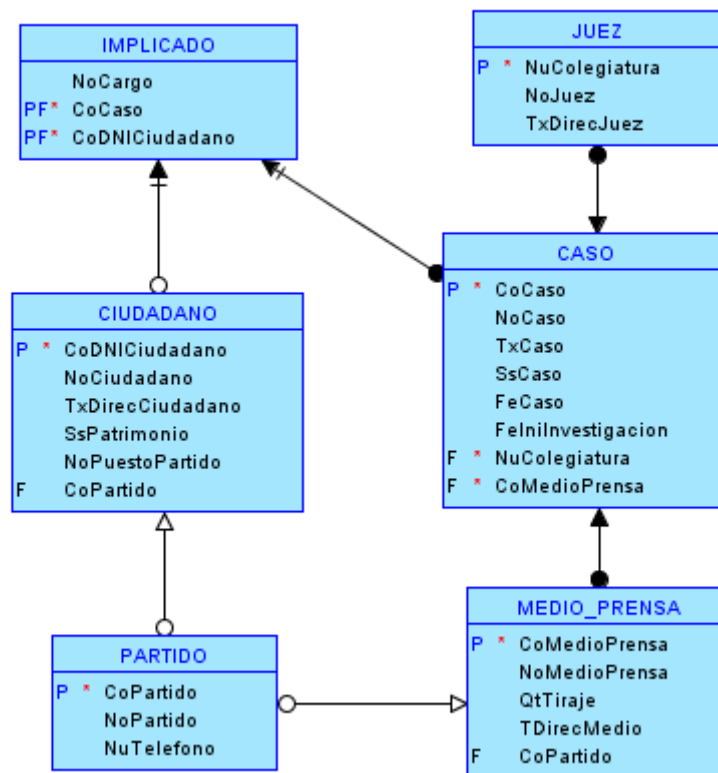 IMPLICADO
NoCargo
PF* CoCaso
PF* CoDNICiudadano
JUEZ
P * NuColegiatura
NoJuez
TxDirecJuez
CIUDADANO
P * CoDNICiudadano
NoCiudadano
TxDirecCiudadano
SsPatrimonio
NoPuestoPartido
F CoPartido
CASO
P * CoCaso
NoCaso
TxCaso
SsCaso
FeCaso
FeIniInvestigacion
F * NuColegiatura
F * CoMedioPrensa
PARTIDO
P * CoPartido
NoPartido
NuTelefono
MEDIO_PRENSA
P * CoMedioPrensa
NoMedioPrensa
QtTiraje
TDirecMedio
F CoPartido